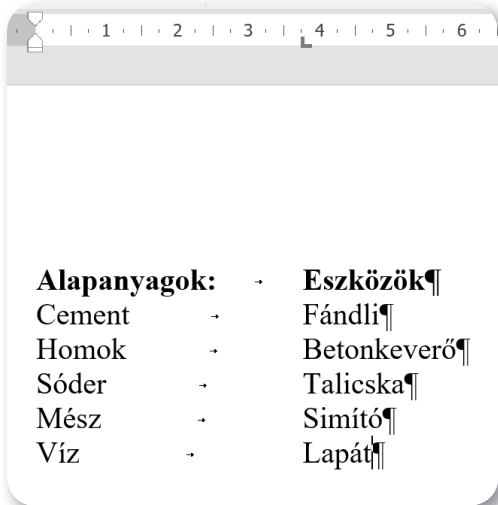 1 2 3 4 5 6
Alapanyagok: → Eszközök¶
Cement → Fándli¶
Homok → Betonkeverő¶
Sóder → Talicska¶
Mész → Simító¶
Víz → Lapát¶